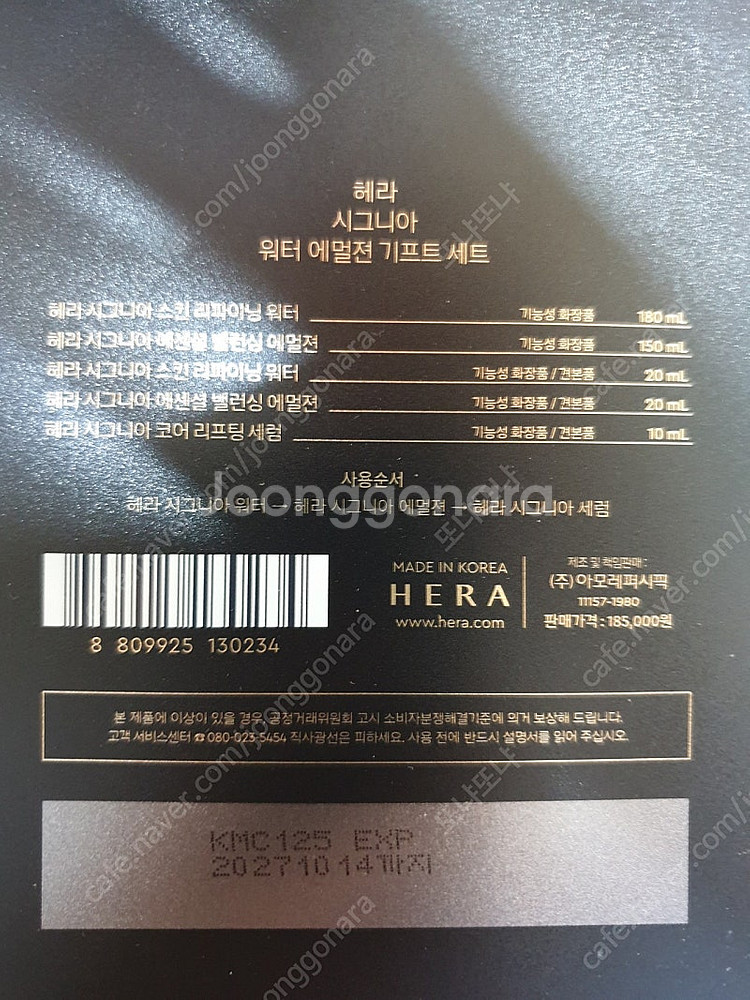 헤라
시그니아
워터 에멀젼 기프트 세트
헤라 시그니아 스킨 리파이닝 워터 기능성 화장품 180 mL
헤라 시그니아 에센셜 밸런싱 에멀젼 기능성 화장품 150 mL
헤라 시그니아 스킨 리파이닝 워터 기능성 화장품 / 견본품 20 mL
헤라 시그니아 에센셜 밸런싱 에멀젼 기능성 화장품 / 견본품 20 mL
헤라 시그니아 코어 리프팅 세럼 기능성 화장품 / 견본품 10 mL
사용순서
헤라 시그니아 워터 → 헤라 시그니아 에멀젼 → 헤라 시그니아 세럼
Joonggonara
8 809925 130234
MADE IN KOREA
HERA
www.hera.com
제조 및 책임판매 :
(주)아모레퍼시픽
11157-1980
판매가격 : 185,000원
본 제품에 이상이 있을 경우, 공정거래위원회 고시 소비자분쟁해결기준에 의거 보상해 드립니다.
고객 서비스센터 ☎080-023-5454 직사광선은 피하세요. 사용 전에 반드시 설명서를 읽어 주십시오.
KMC125 EXP
20271014까지
cafe.naver.com/joonggonara
또나또나